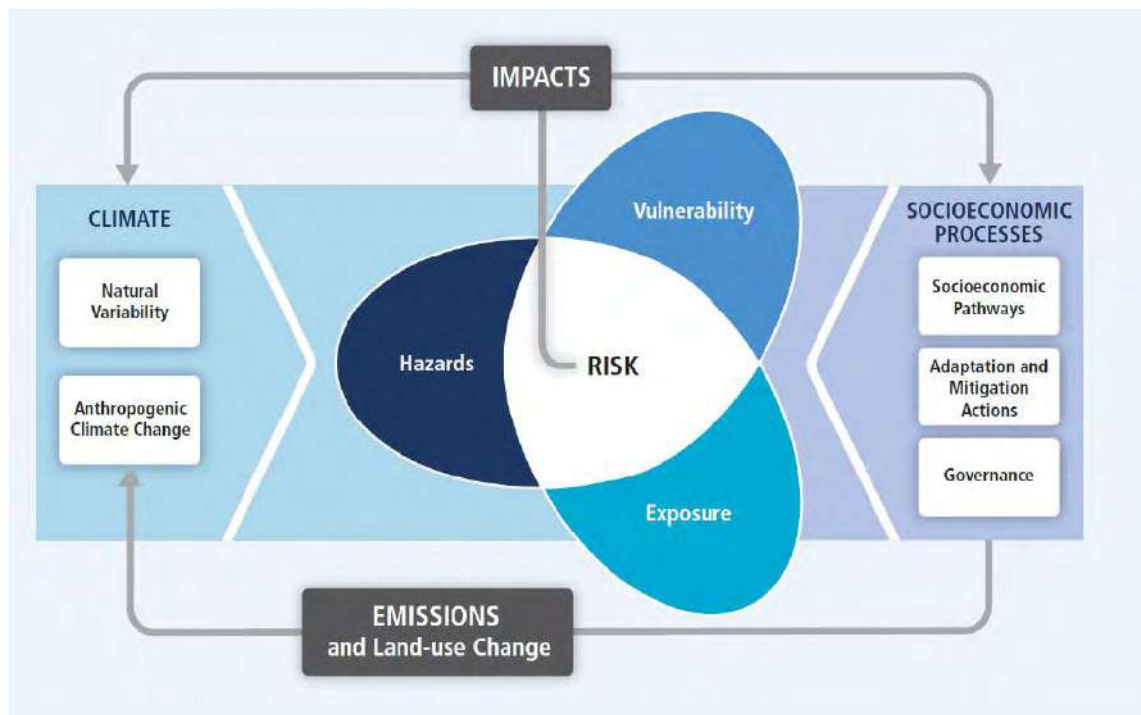 IMPACTS
CLIMATE
Natural
Variability
Anthropogenic
Climate Change
Vulnerability
Hazards
RISK
Exposure
SOCIOECONOMIC
PROCESSES
Socioeconomic
Pathways
Adaptation and
Mitigation
Actions
Governance
EMISSIONS
and Land-use Change